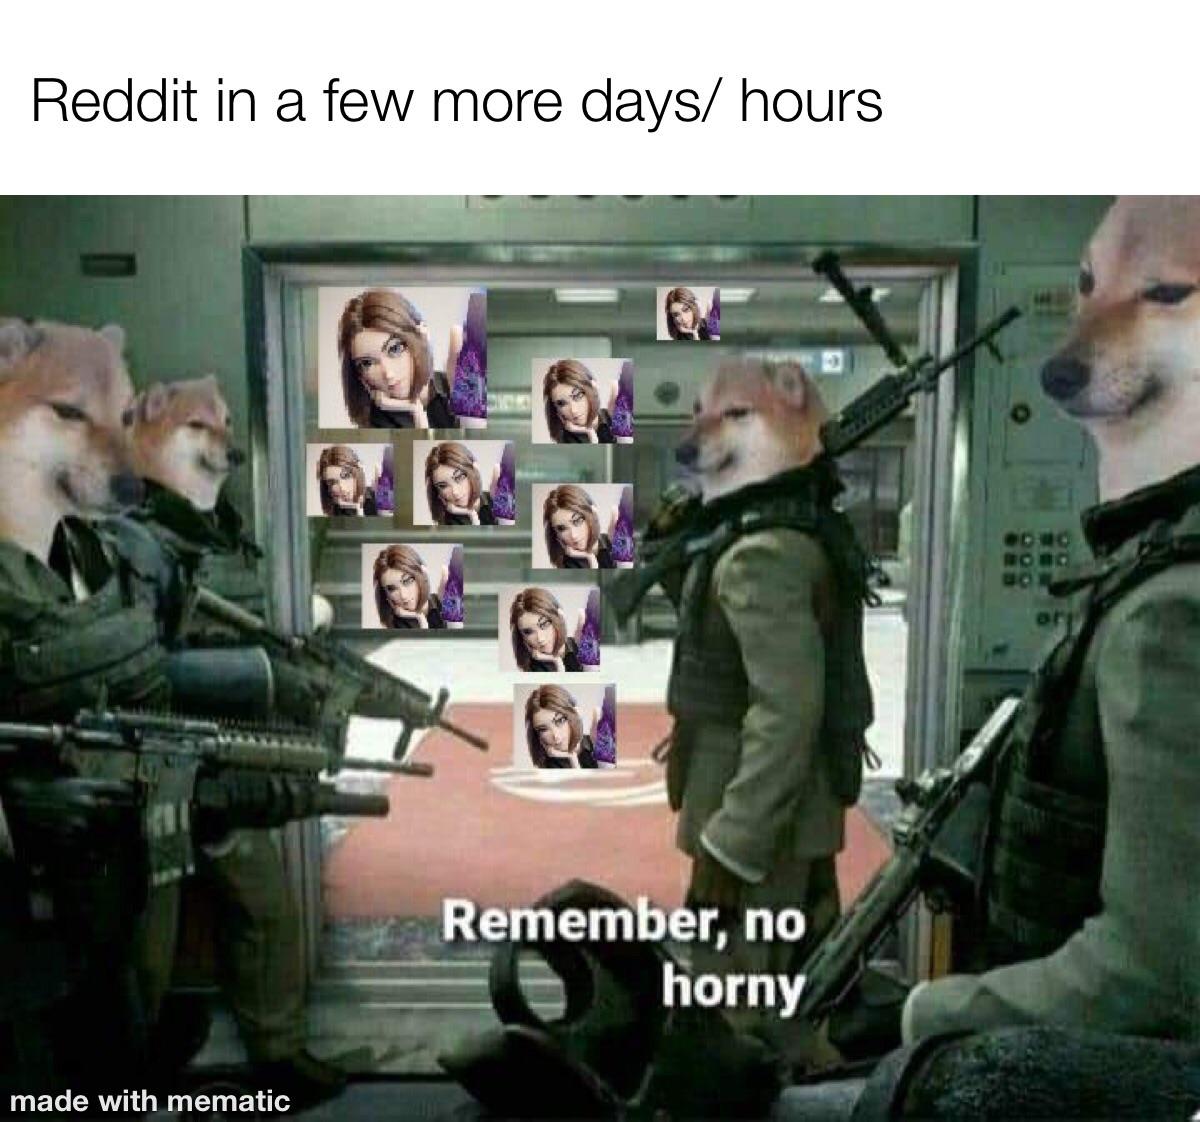 Reddit in a few more days/ hours
Remember, no
horny
made with mematic